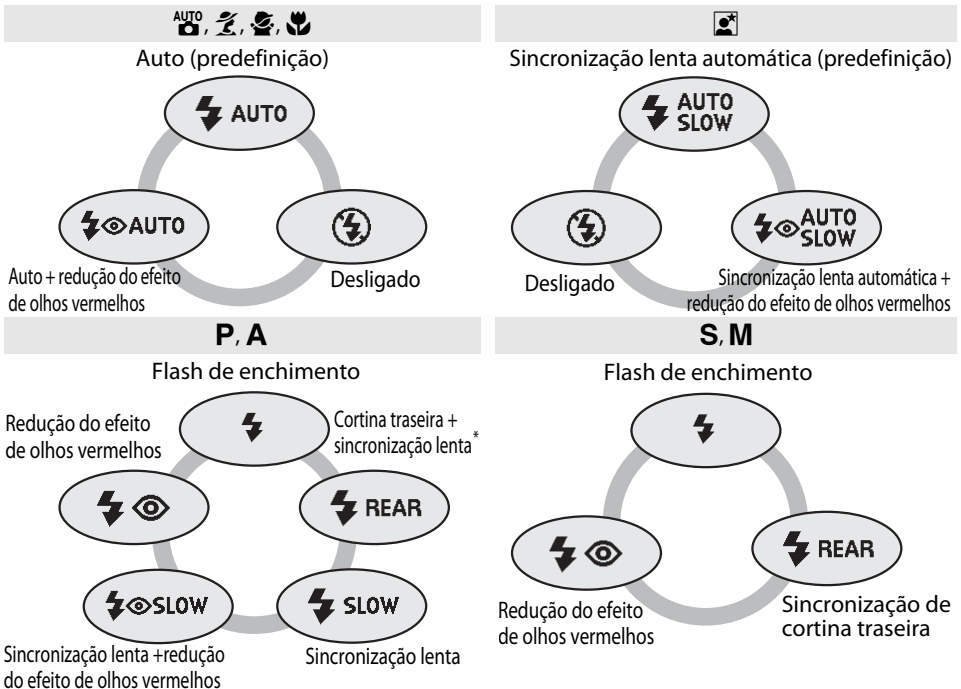 AUTO, , ,
Auto (predefinição)
AUTO
AUTO
Auto + redução do efeito
de olhos vermelhos
Desligado
Sincronização lenta automática (predefinição)
AUTO
SLOW
Desligado
AUTO
SLOW
Sincronização lenta automática +
redução do efeito de olhos vermelhos
P, A
Flash de enchimento
Redução do efeito
de olhos vermelhos
Cortina traseira +
sincronização lenta*
REAR
SLOW
SLOW
Sincronização lenta +redução
do efeito de olhos vermelhos
Sincronização lenta
S, M
Flash de enchimento
REAR
Redução do efeito
de olhos vermelhos
Sincronização de
cortina traseira